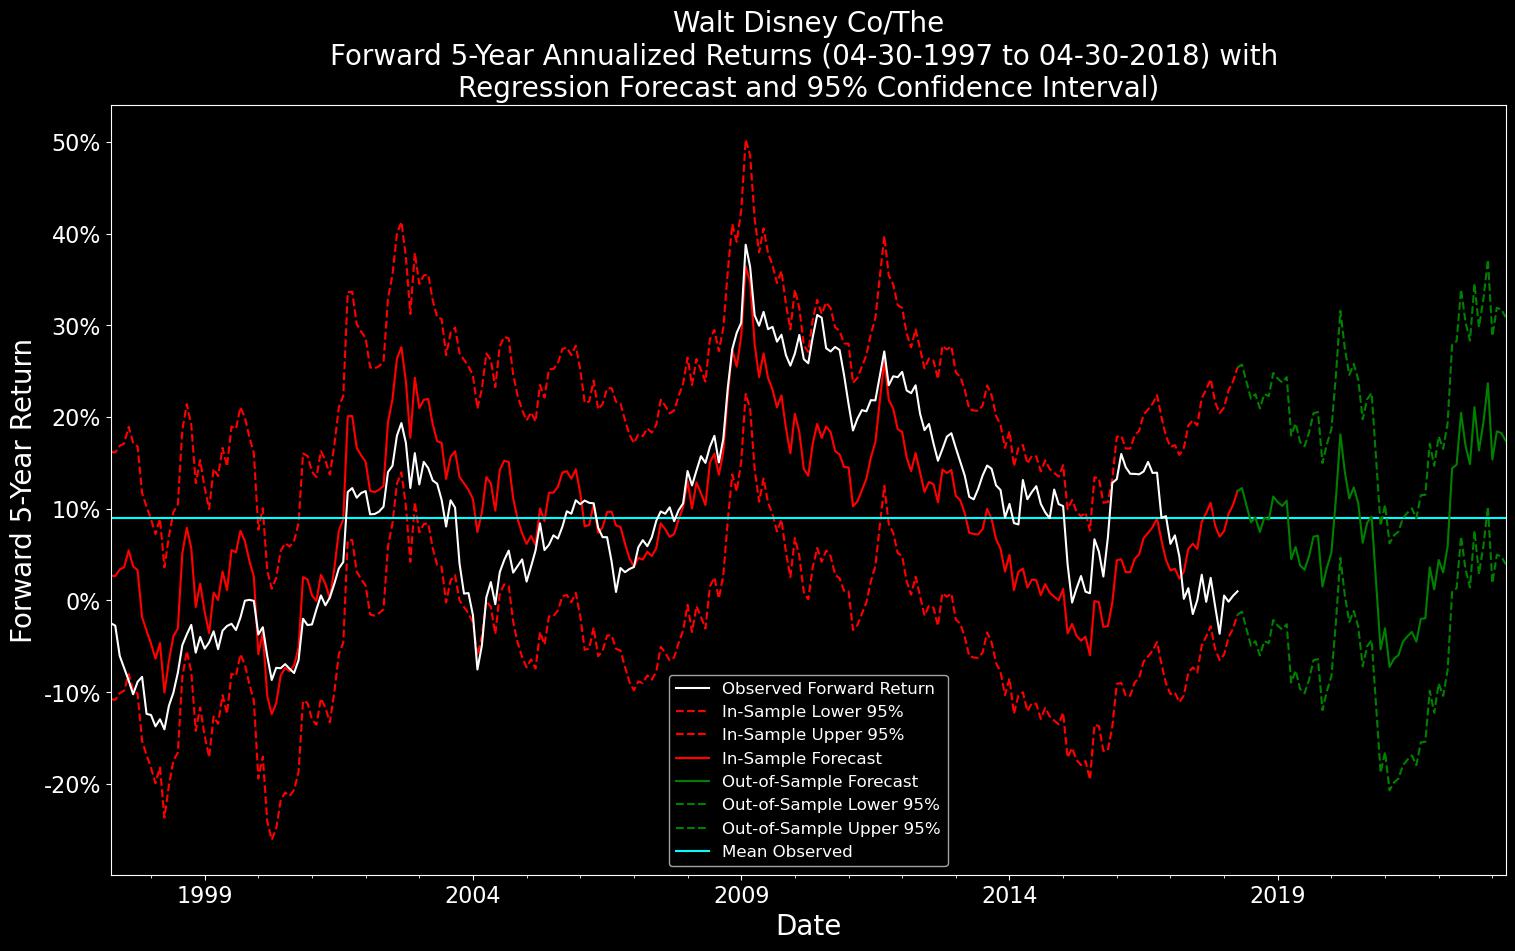 Walt Disney Co/The
Forward 5-Year Annualized Returns (04-30-1997 to 04-30-2018) with
Regression Forecast and 95% Confidence Interval)
Forward 5-Year Return
50%
40%
30%
20%
10%
0%
-10%
-20%
Observed Forward Return
In-Sample Lower 95%
In-Sample Upper 95%
In-Sample Forecast
Out-of-Sample Forecast
Out-of-Sample Lower 95%
Out-of-Sample Upper 95%
Mean Observed
1999
2004
2009
2014
2019
Date